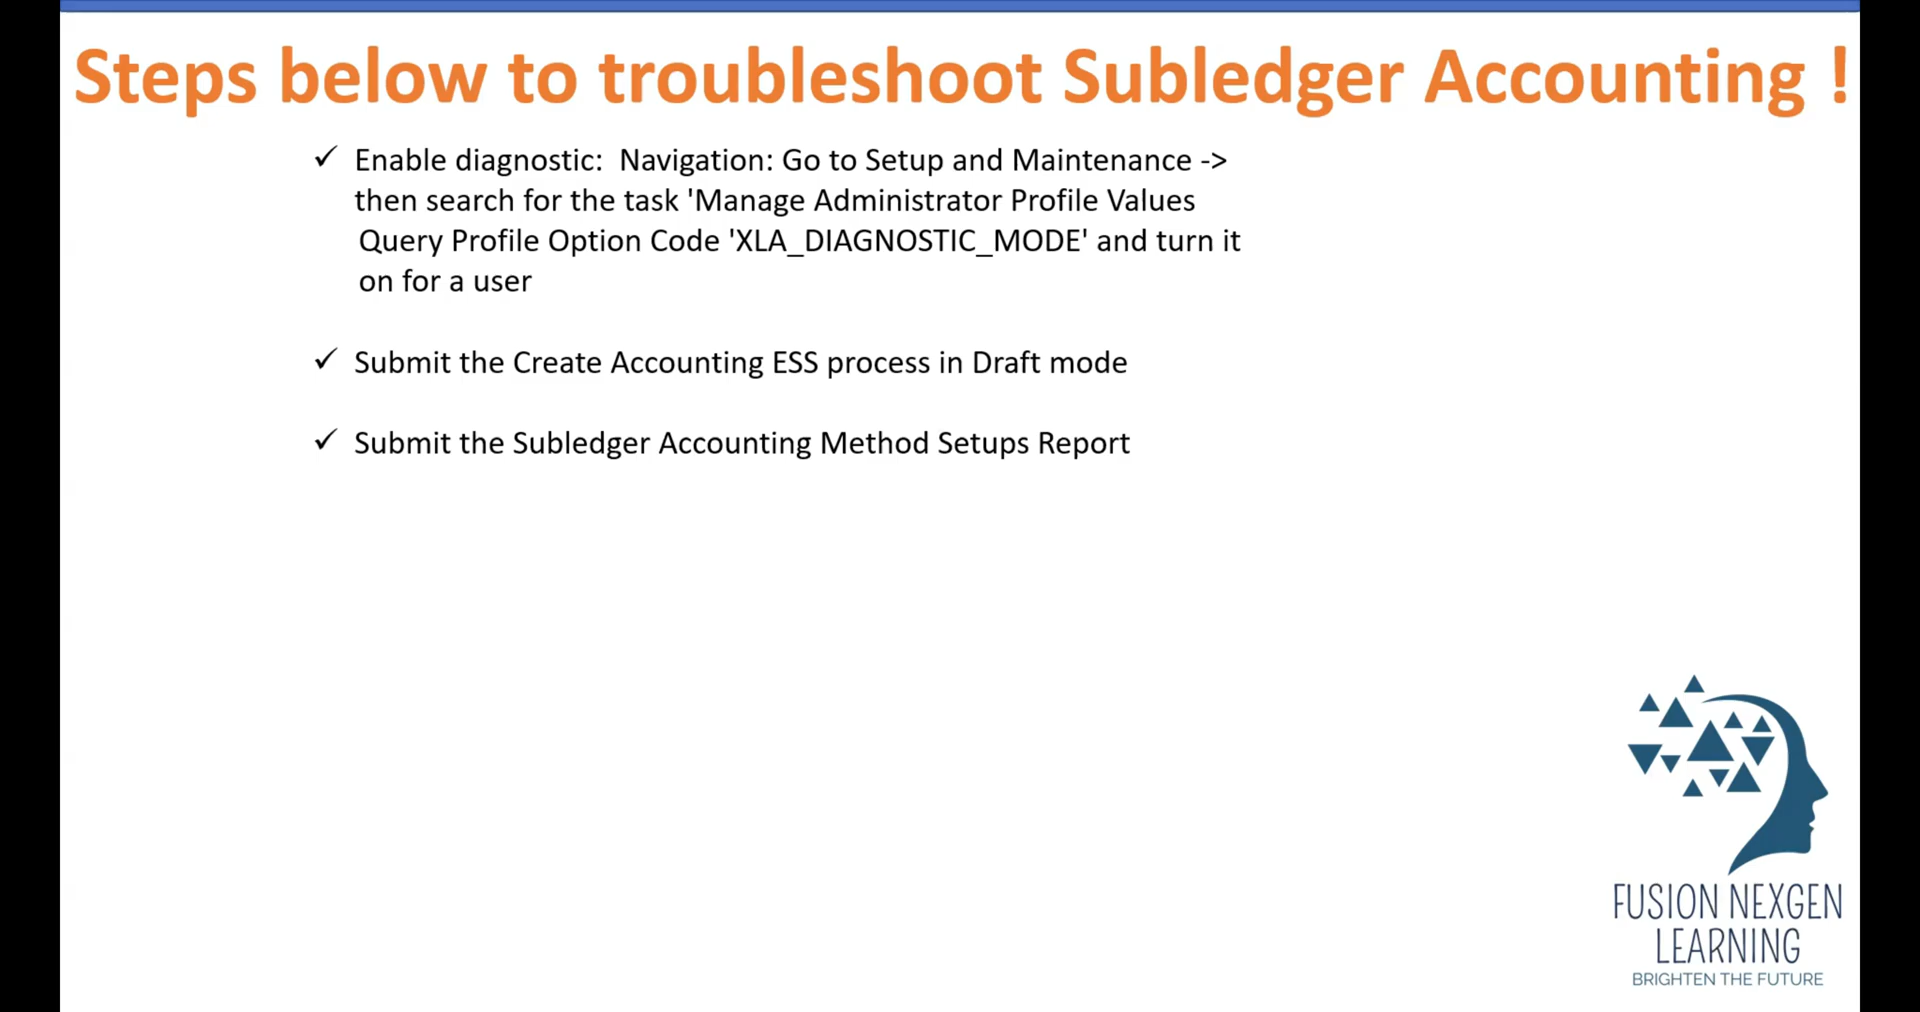 Steps below to troubleshoot Subledger Accounting !
✓ Enable diagnostic:  Navigation: Go to Setup and Maintenance ->
then search for the task 'Manage Administrator Profile Values
Query Profile Option Code 'XLA_DIAGNOSTIC_MODE' and turn it
on for a user
✓ Submit the Create Accounting ESS process in Draft mode
✓ Submit the Subledger Accounting Method Setups Report
FUSION NEXGEN
LEARNING
BRIGHTEN THE FUTURE